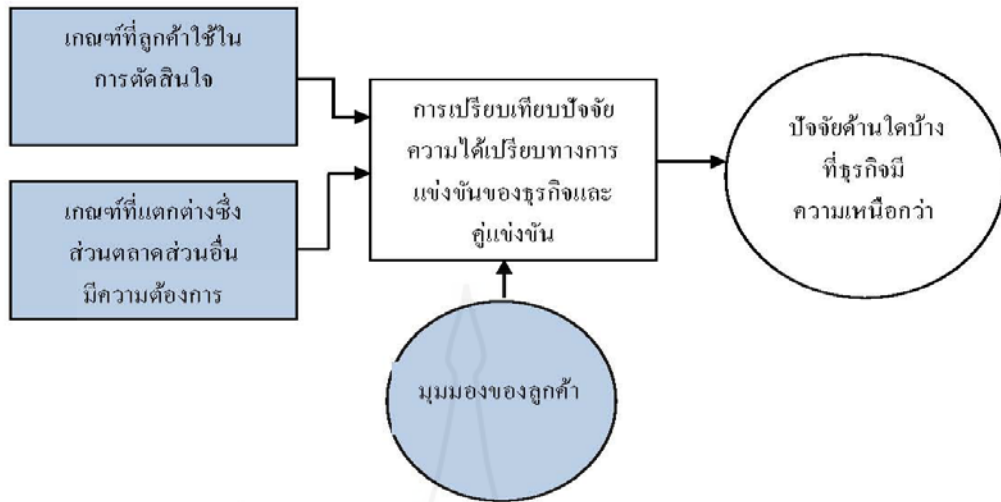 เกณฑ์ที่ลูกค้าใช้ใน
การตัดสินใจ
เกณฑ์ที่แตกต่างซึ่ง
ส่วนตลาดส่วนอื่น
มีความต้องการ
การเปรียบเทียบปัจจัย
ความได้เปรียบทางการ
แข่งขันของธุรกิจและ
คู่แข่งขัน
มุมมองของลูกค้า
ปัจจัยด้านใดบ้าง
ที่ธุรกิจมี
ความเหนือกว่า